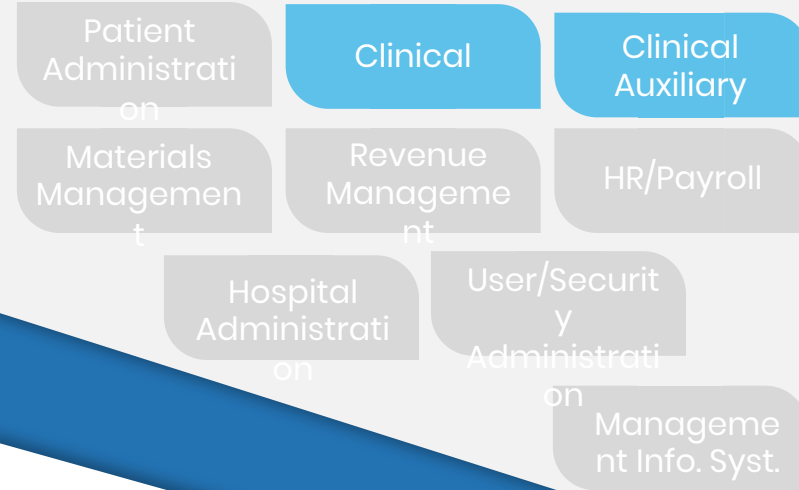 Patient
Administrati
on
Clinical
Clinical
Auxiliary
Materials
Managemen
t
Revenue
Manageme
nt
HR/Payroll
Hospital
Administrati
on
User/Securit
y
Administrati
on
Manageme
nt Info. Syst.